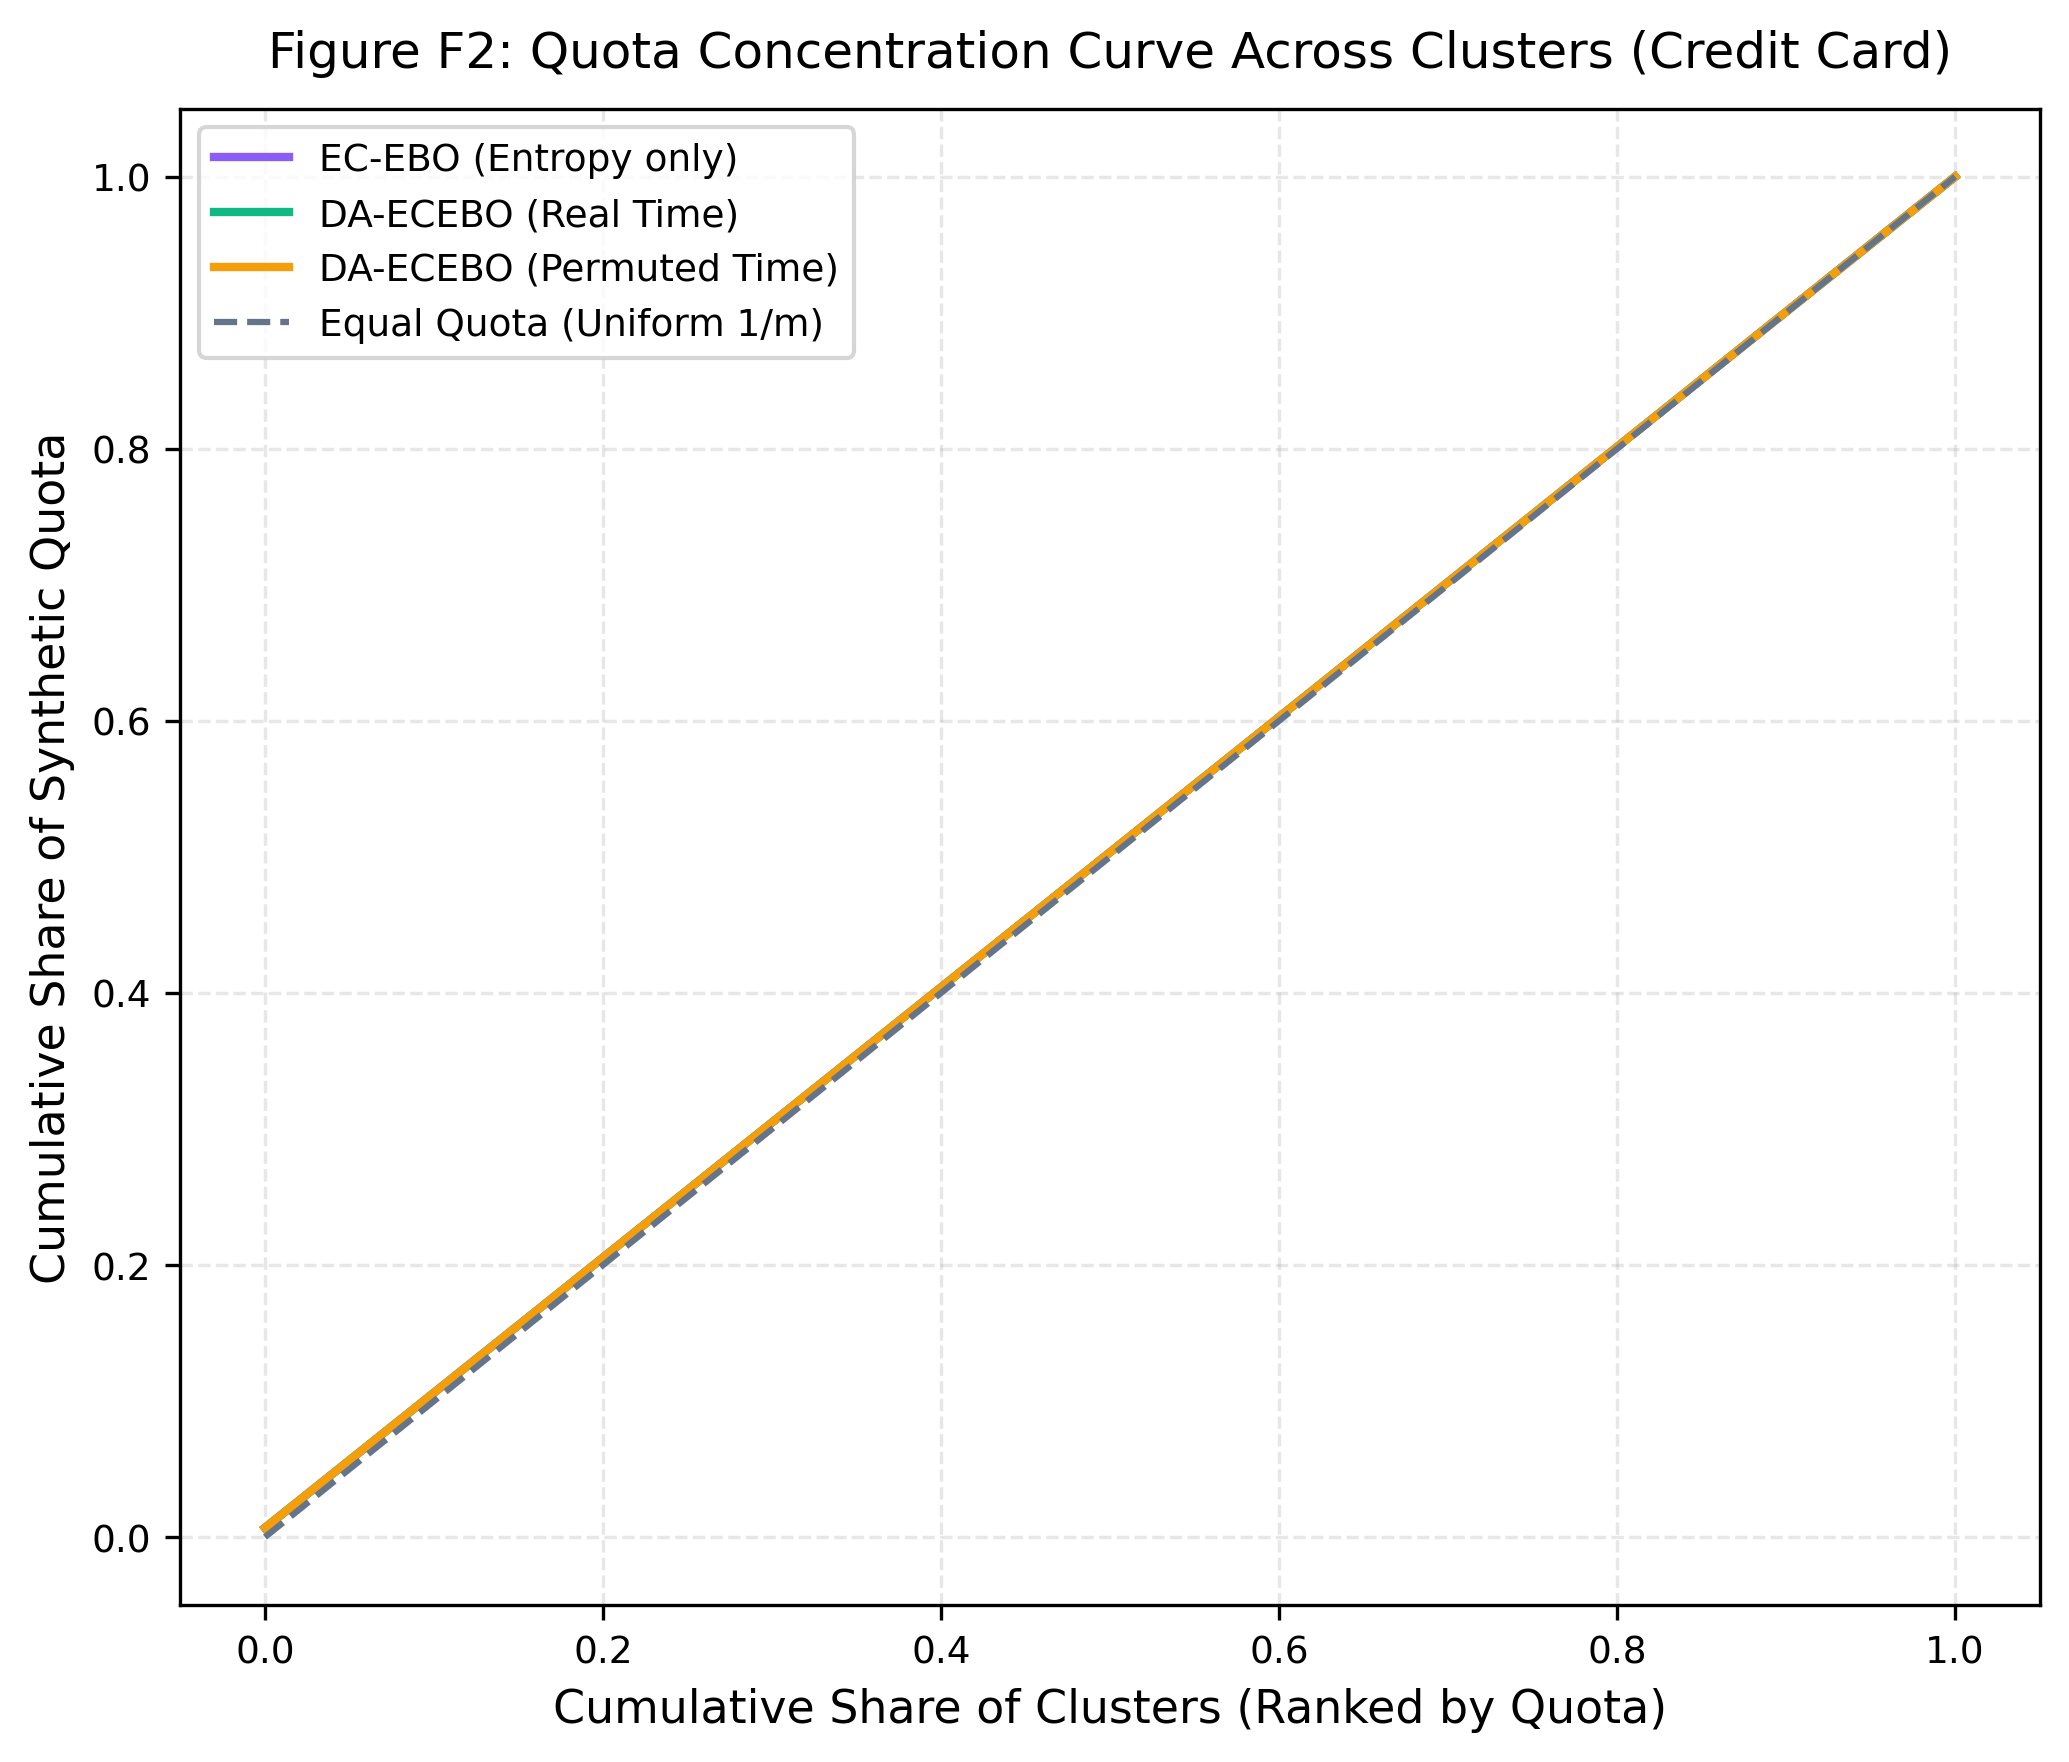 Figure F2: Quota Concentration Curve Across Clusters (Credit Card)
EC-EBO (Entropy only)
DA-ECEBO (Real Time)
DA-ECEBO (Permuted Time)
Equal Quota (Uniform 1/m)
Cumulative Share of Synthetic Quota
1.0
0.8
0.6
0.4
0.2
0.0
0.0 0.2 0.4 0.6 0.8 1.0
Cumulative Share of Clusters (Ranked by Quota)